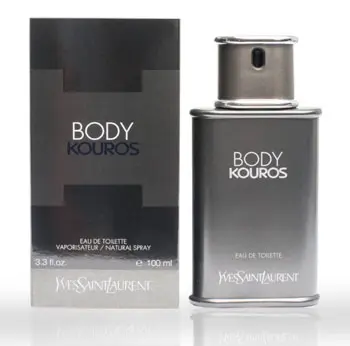 BODY
KOUROS
EAU DE TOILETTE
VAPORISATEUR / NATURAL SPRAY
3.3 fl.oz. e 100 ml
YVESSAINTLAURENT
BODY
KOUROS
EAU DE TOILETTE
YVESSAINTLAURENT